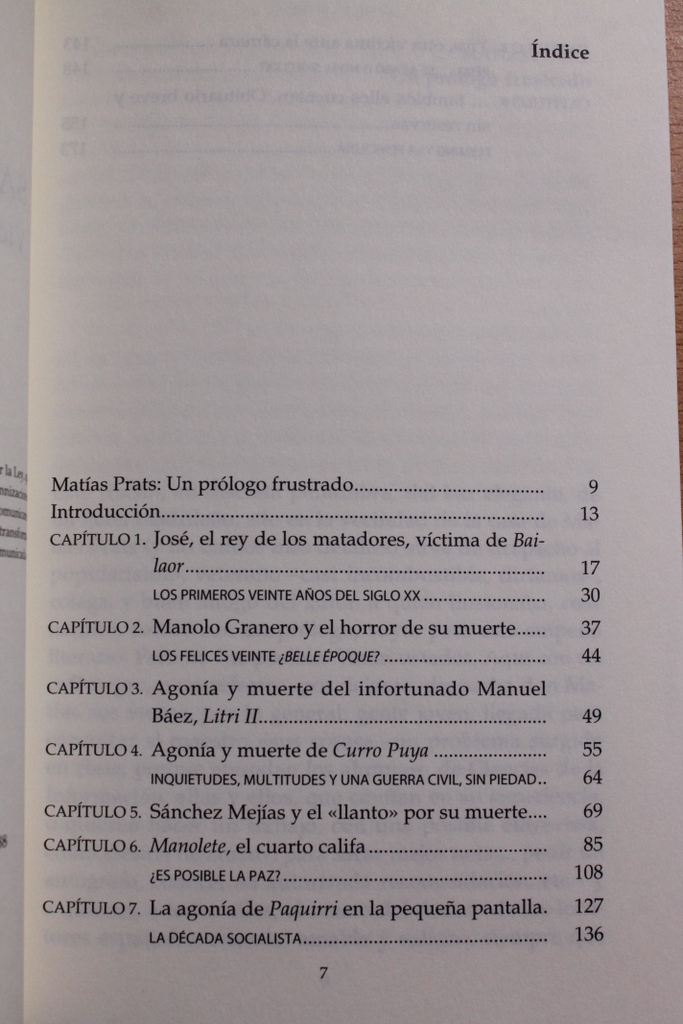 Índice
Matías Prats: Un prólogo frustrado.......................................... 9
Introducción............................................................................... 13
CAPÍTULO 1. José, el rey de los matadores, víctima de Bai-
laor....................................................................... 17
LOS PRIMEROS VEINTE AÑOS DEL SIGLO XX ........................ 30
CAPÍTULO 2. Manolo Granero y el horror de su muerte...... 37
LOS FELICES VEINTE ¿BELLE ÉPOQUE? ................................ 44
CAPÍTULO 3. Agonía y muerte del infortunado Manuel
Báez, Litri II......................................................... 49
CAPÍTULO 4. Agonía y muerte de Curro Puya ...................... 55
INQUIETUDES, MULTITUDES Y UNA GUERRA CIVIL, SIN PIEDAD.. 64
CAPÍTULO 5. Sánchez Mejías y el «llanto» por su muerte.... 69
CAPÍTULO 6. Manolete, el cuarto califa ................................... 85
¿ES POSIBLE LA PAZ?..................................................... 108
CAPÍTULO 7. La agonía de Paquirri en la pequeña pantalla. 127
LA DÉCADA SOCIALISTA................................................. 136
7
r la Ley,